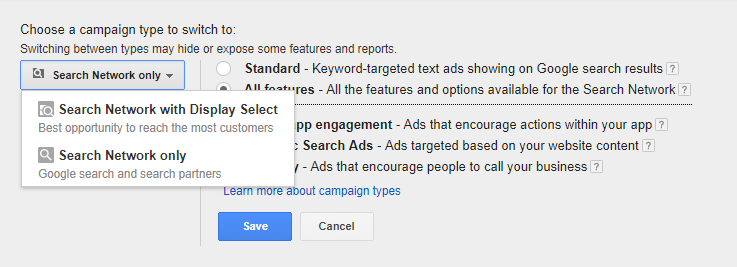 Choose a campaign type to switch to:
Switching between types may hide or expose some features and reports.
Search Network only
Standard - Keyword-targeted text ads showing on Google search results ?
All features - All the features and options available for the Search Network ?
Search Network with Display Select
Best opportunity to reach the most customers
Search Network only
Google search and search partners
app engagement - Ads that encourage actions within your app ?
Search Ads - Ads targeted based on your website content ?
- Ads that encourage people to call your business ?
Learn more about campaign types
Save
Cancel